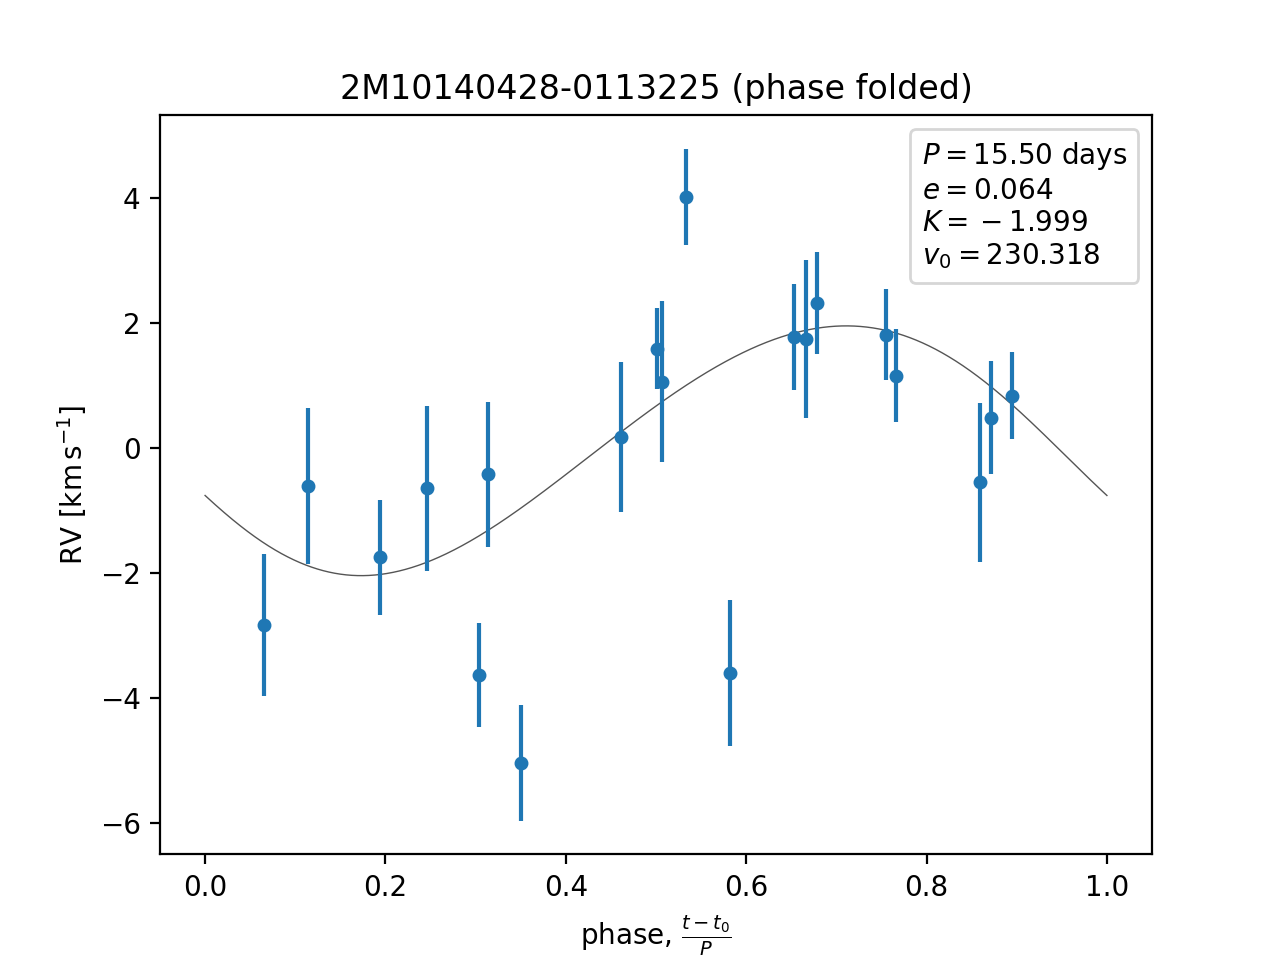 2M10140428-0113225 (phase folded)
P = 15.50 days
e = 0.064
K = −1.999
v₀ = 230.318
RV [km s⁻¹]
4
2
0
−2
−4
−6
0.0 0.2 0.4 0.6 0.8 1.0
phase, (t − t₀)/P